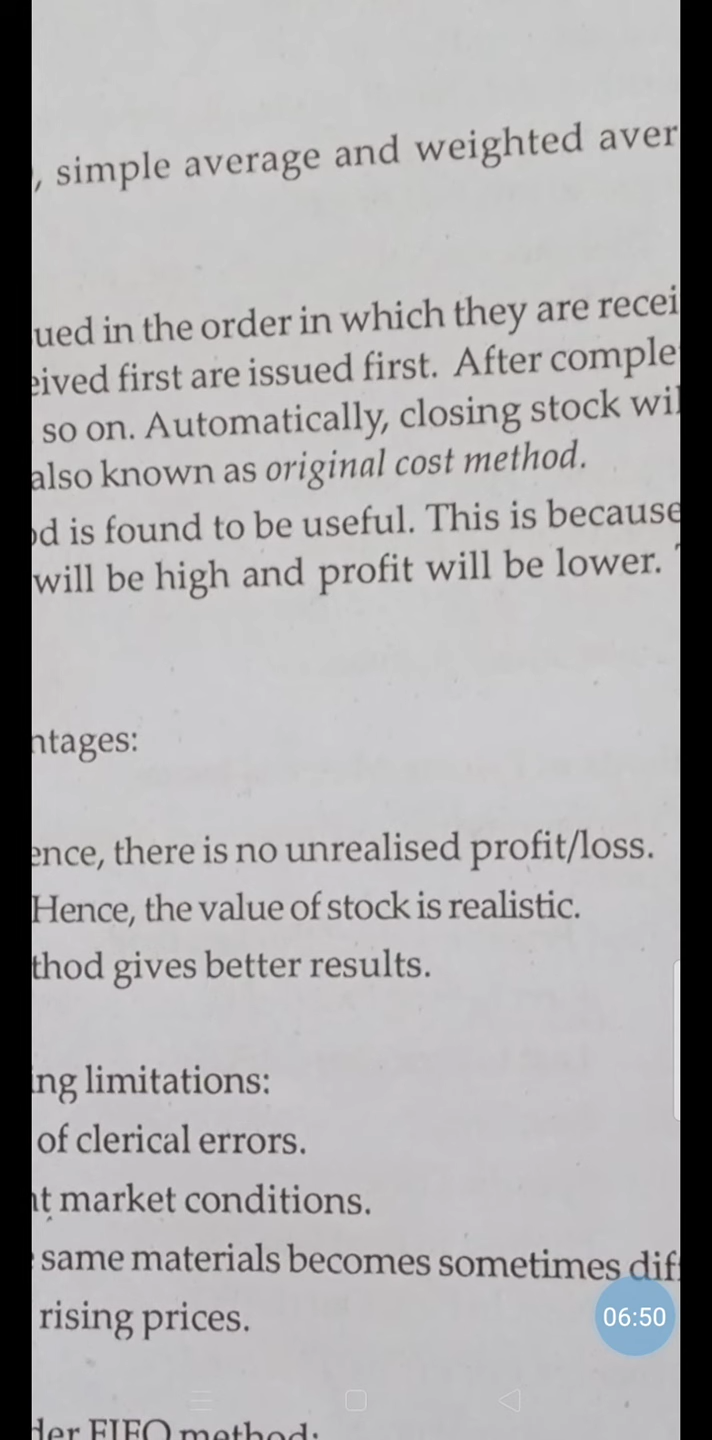 , simple average and weighted aver
ued in the order in which they are recei
eived first are issued first. After comple
so on. Automatically, closing stock wil
also known as original cost method.
od is found to be useful. This is because
will be high and profit will be lower.
ntages:
ence, there is no unrealised profit/loss.
Hence, the value of stock is realistic.
thod gives better results.
ing limitations:
of clerical errors.
nt market conditions.
same materials becomes sometimes dif
rising prices.
06:50
der FIFO method: